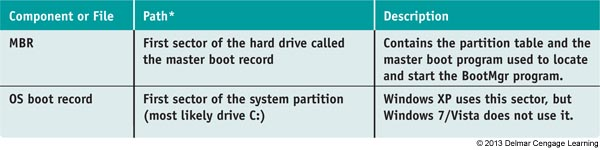 Component or File Path* Description
MBR First sector of the hard drive called Contains the partition table and the
the master boot record master boot program used to locate
and start the BootMgr program.
OS boot record First sector of the system partition Windows XP uses this sector, but
(most likely drive C:) Windows 7/Vista does not use it.
© 2013 Delmar Cengage Learning